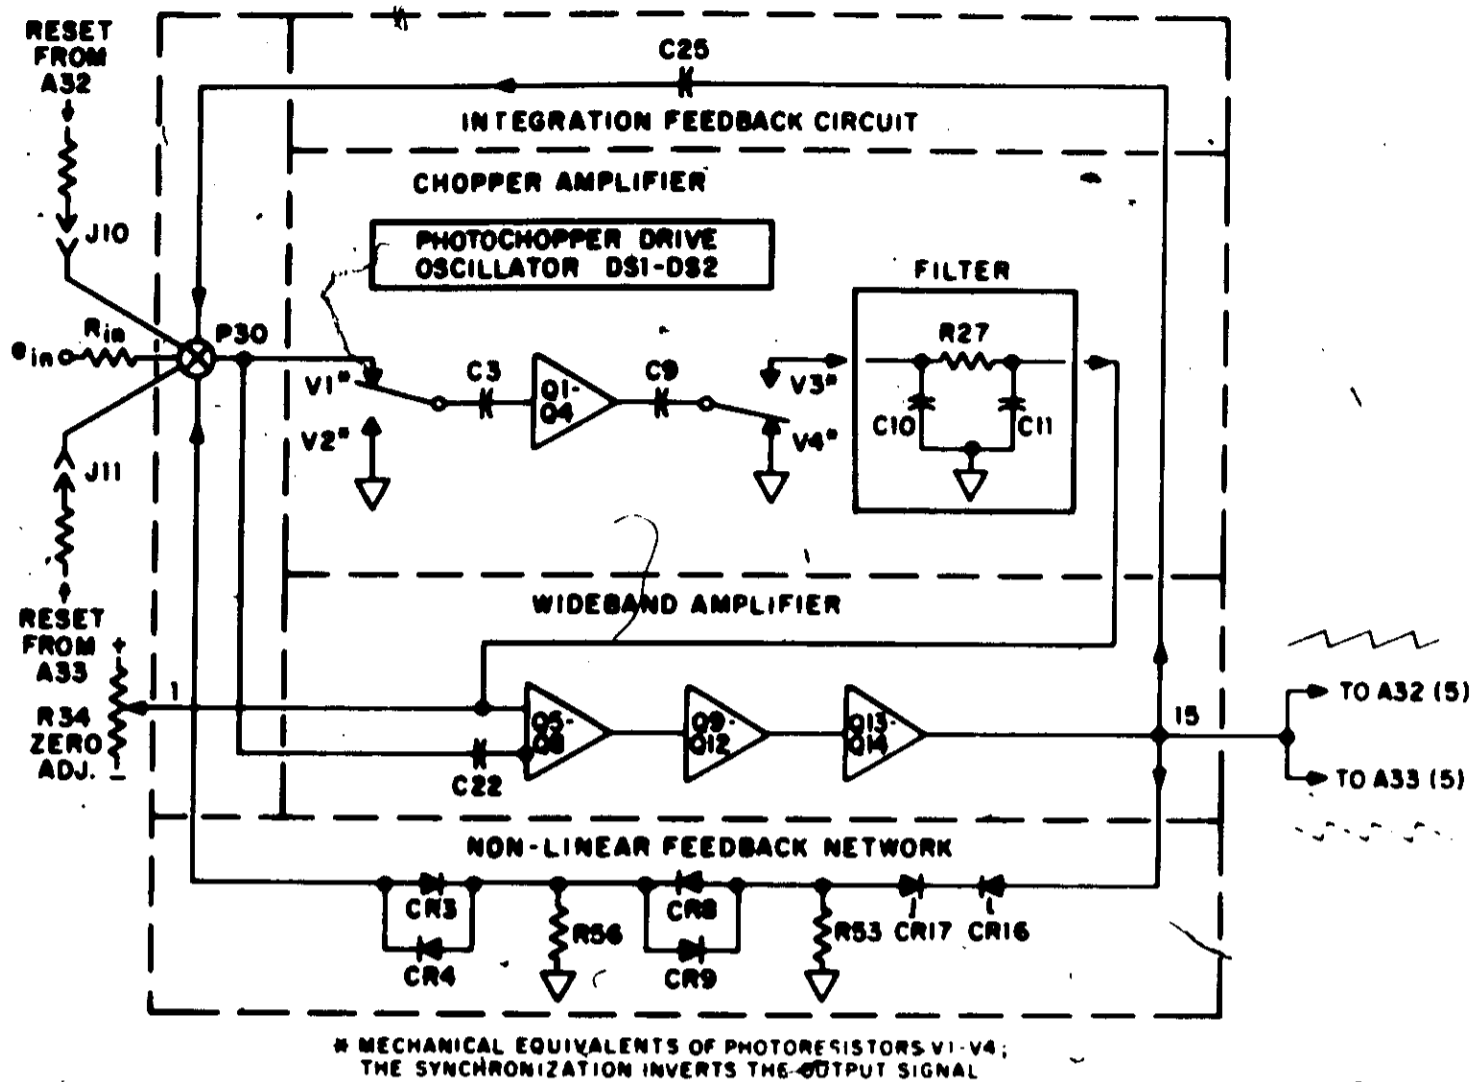 RESET
FROM
A32
J10
Rin
ein
P30
J11
RESET
FROM
A33
+
R34
ZERO
ADJ.
-
1
C25
INTEGRATION FEEDBACK CIRCUIT
CHOPPER AMPLIFIER
PHOTOCHOPPER DRIVE
OSCILLATOR DS1-DS2
FILTER
R27
C10
C11
V1*
V2*
C3
Q1-
Q4
C9
V3*
V4*
WIDEBAND AMPLIFIER
Q5-
Q8
Q9-
Q12
Q13-
Q14
C22
15
TO A32 (5)
TO A33 (5)
NON-LINEAR FEEDBACK NETWORK
CR3
CR4
R56
CR8
CR9
R53
CR17
CR16
* MECHANICAL EQUIVALENTS OF PHOTORESISTORS V1-V4;
THE SYNCHRONIZATION INVERTS THE OUTPUT SIGNAL